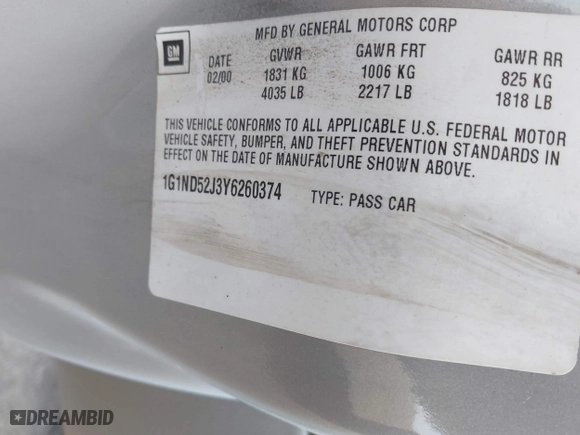 MFD BY GENERAL MOTORS CORP
GM
DATE GVWR GAWR FRT GAWR RR
02/00 1831 KG 1006 KG 825 KG
4035 LB 2217 LB 1818 LB
THIS VEHICLE CONFORMS TO ALL APPLICABLE U.S. FEDERAL MOTOR
VEHICLE SAFETY, BUMPER, AND THEFT PREVENTION STANDARDS IN
EFFECT ON THE DATE OF MANUFACTURE SHOWN ABOVE.
1G1ND52J3Y6260374 TYPE: PASS CAR
DREAMBID